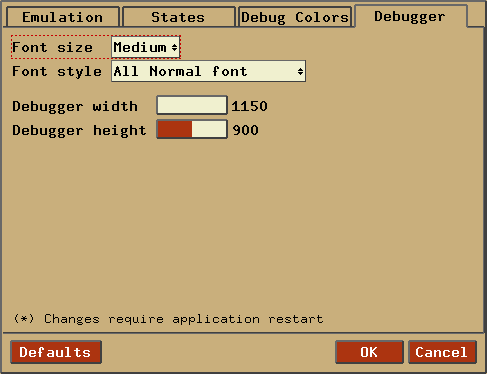 Emulation States Debug Colors Debugger
Font size Medium
Font style All Normal font
Debugger width 1150
Debugger height 900
(*) Changes require application restart
Defaults OK Cancel